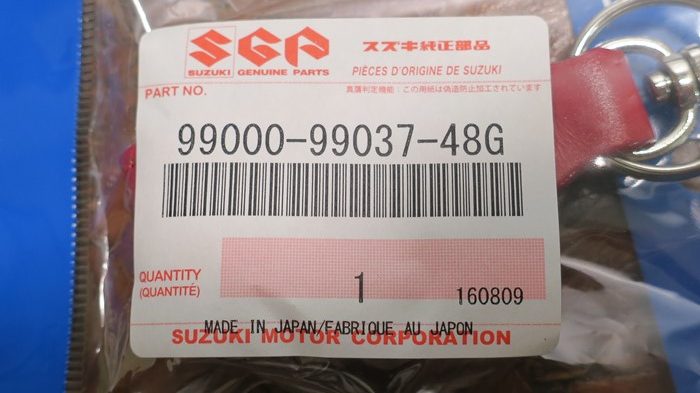 SGP スズキ純正部品
SUZUKI GENUINE PARTS PIÈCES D'ORIGINE DE SUZUKI
PART NO. 真贋判定機能:この用紙は偽造防止加工されています
99000-99037-48G
QUANTITY
(QUANTITÉ)
1 160809
MADE IN JAPAN/FABRIQUE AU JAPON
SUZUKI MOTOR CORPORATION